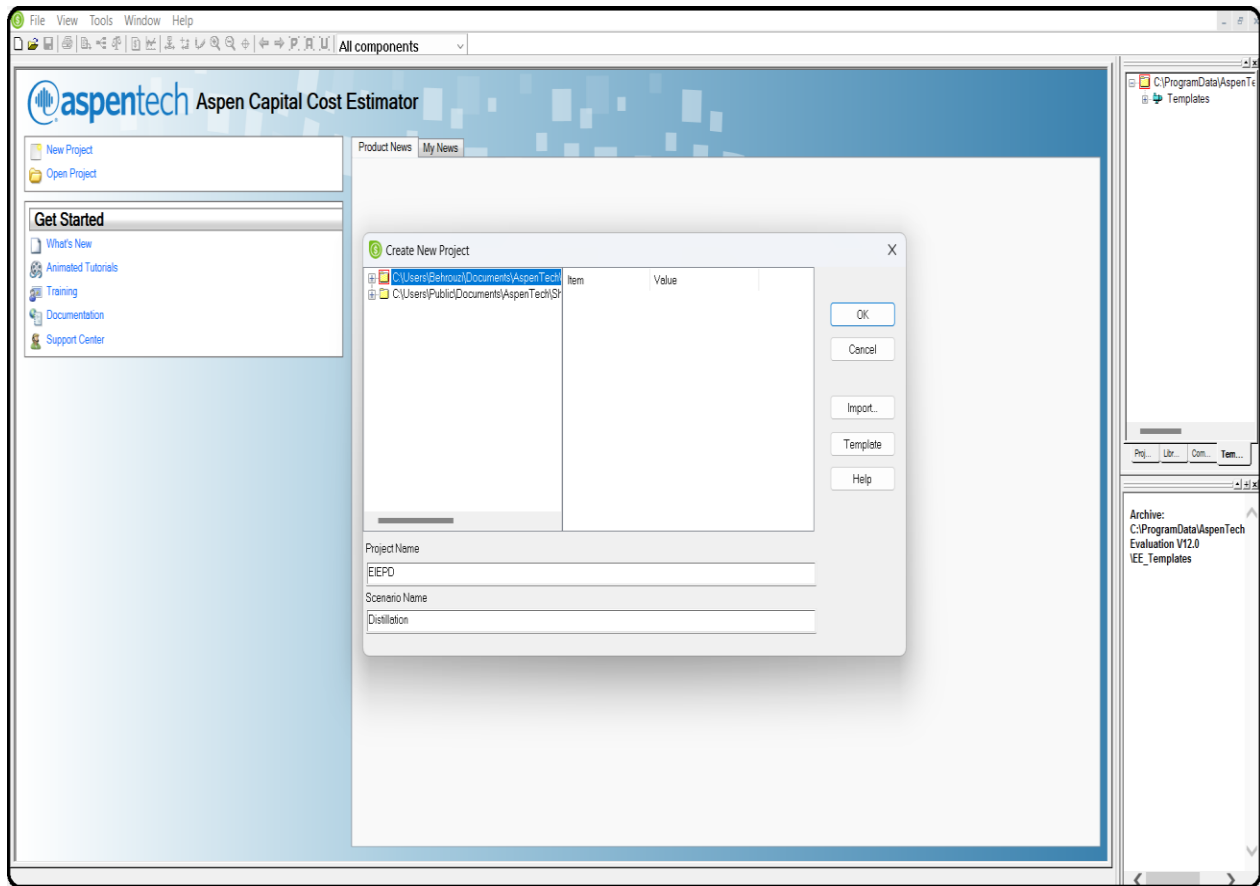 File View Tools Window Help
All components
aspentech Aspen Capital Cost Estimator
New Project
Open Project
Get Started
What's New
Animated Tutorials
Training
Documentation
Support Center
Product News My News
Create New Project X
C:\Users\Behrouzi\Documents\AspenTech\
C:\Users\Public\Documents\AspenTech\Sh
Item Value
OK
Cancel
Import...
Template
Help
Project Name
EIEPD
Scenario Name
Distillation
C:\ProgramData\AspenTe
Templates
Proj... Libr... Com... Tem...
Archive:
C:\ProgramData\AspenTech
Evaluation V12.0
\EE_Templates